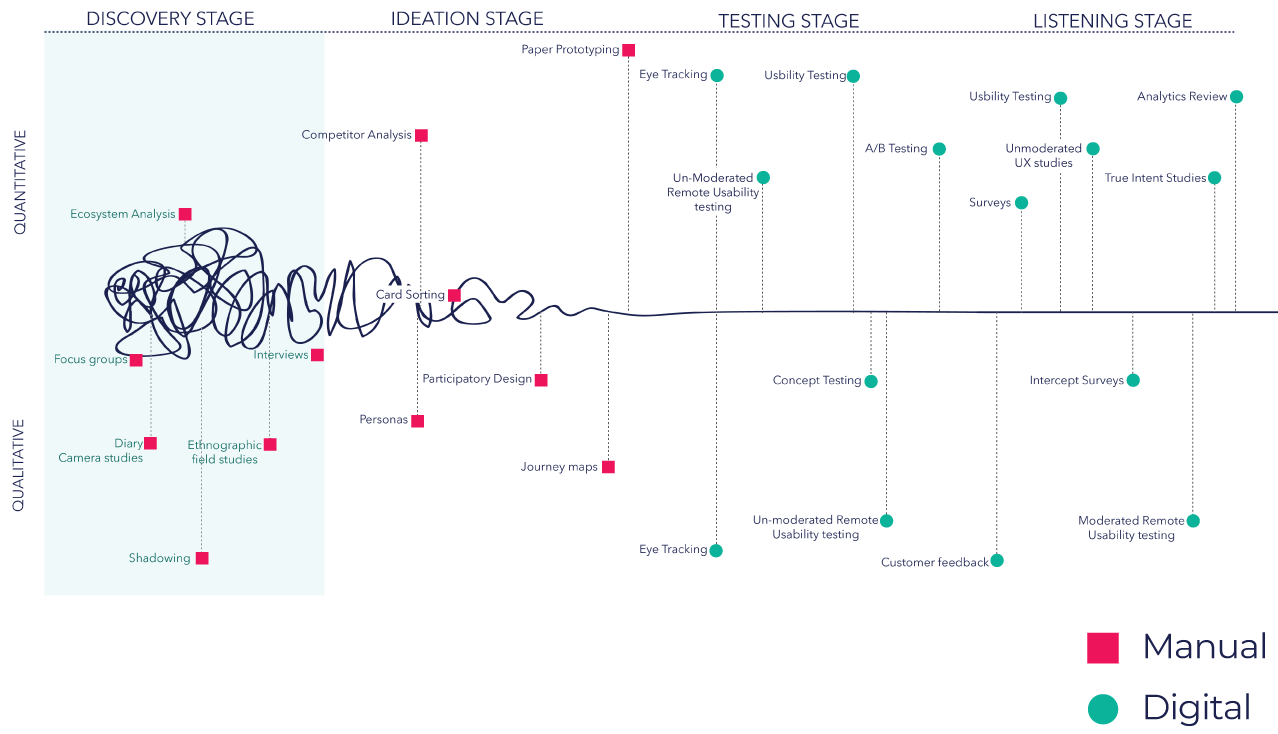 DISCOVERY STAGE
IDEATION STAGE
TESTING STAGE
LISTENING STAGE
QUANTITATIVE
QUALITATIVE
Paper Prototyping
Eye Tracking
Usbility Testing
Usbility Testing
Analytics Review
Competitor Analysis
A/B Testing
Unmoderated
UX studies
Un-Moderated
Remote Usability
testing
True Intent Studies
Surveys
Ecosystem Analysis
Card Sorting
Focus groups
Interviews
Participatory Design
Concept Testing
Intercept Surveys
Personas
Diary
Camera studies
Ethnographic
field studies
Journey maps
Un-moderated Remote
Usability testing
Moderated Remote
Usability testing
Shadowing
Eye Tracking
Customer feedback
Manual
Digital